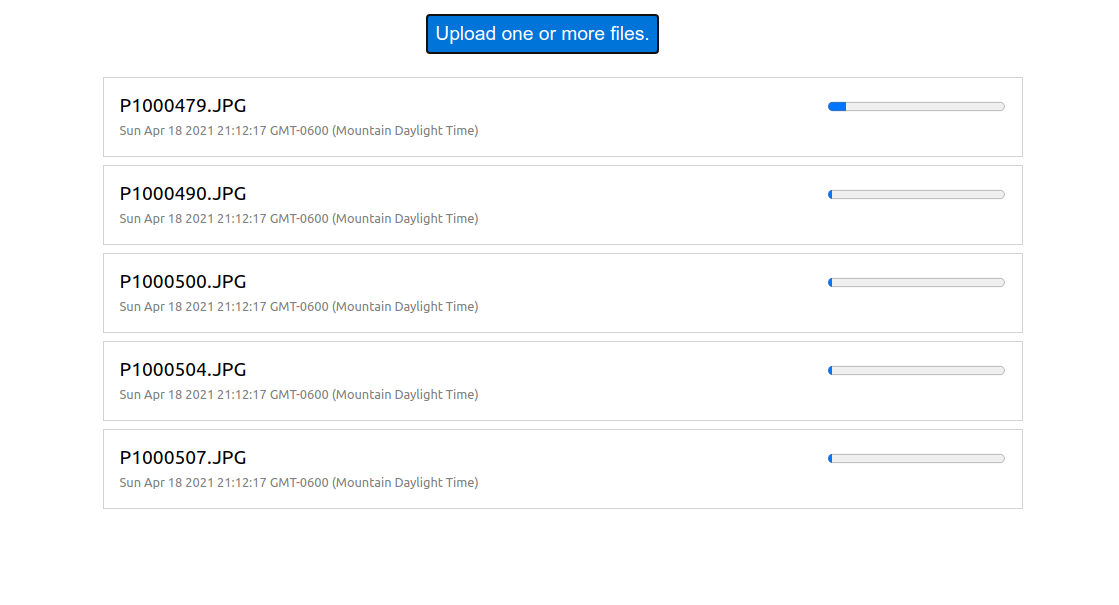 Upload one or more files.
P1000479.JPG
Sun Apr 18 2021 21:12:17 GMT-0600 (Mountain Daylight Time)
P1000490.JPG
Sun Apr 18 2021 21:12:17 GMT-0600 (Mountain Daylight Time)
P1000500.JPG
Sun Apr 18 2021 21:12:17 GMT-0600 (Mountain Daylight Time)
P1000504.JPG
Sun Apr 18 2021 21:12:17 GMT-0600 (Mountain Daylight Time)
P1000507.JPG
Sun Apr 18 2021 21:12:17 GMT-0600 (Mountain Daylight Time)